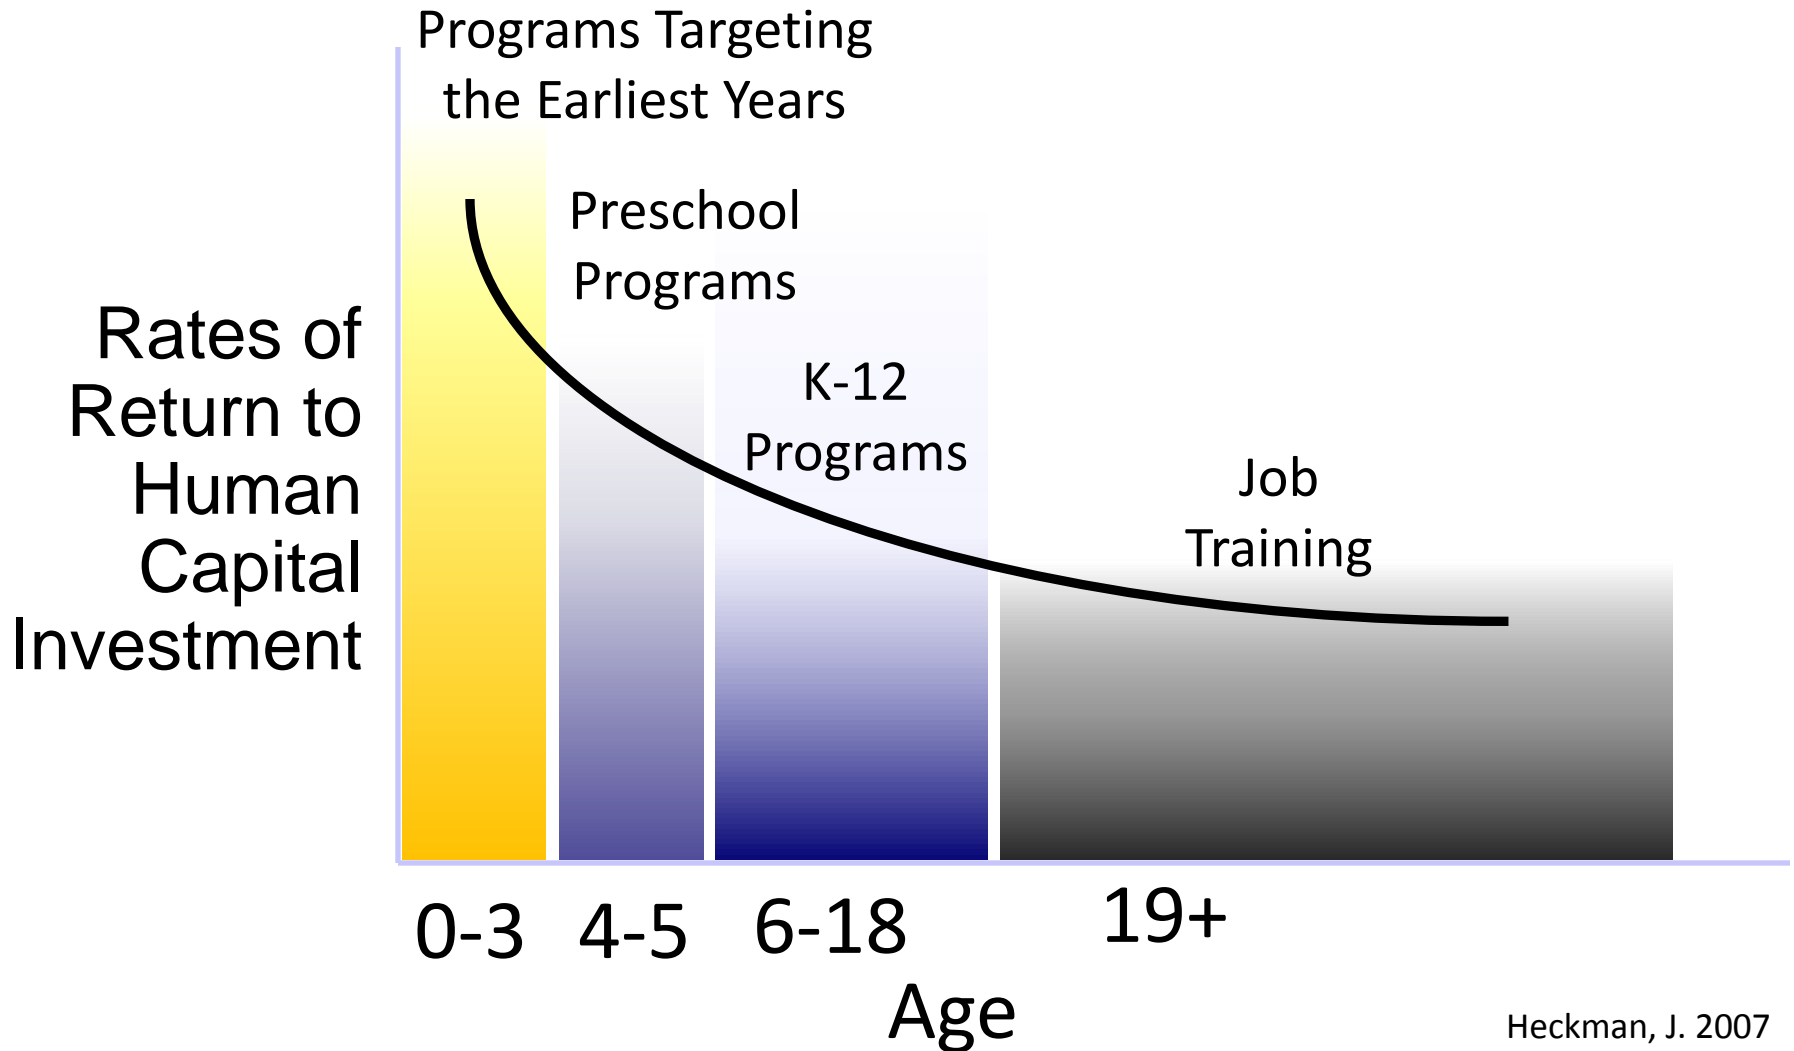 Programs Targeting
the Earliest Years
Preschool
Programs
Rates of
Return to
Human
Capital
Investment
K-12
Programs
Job
Training
0-3
4-5
6-18
19+
Age
Heckman, J. 2007